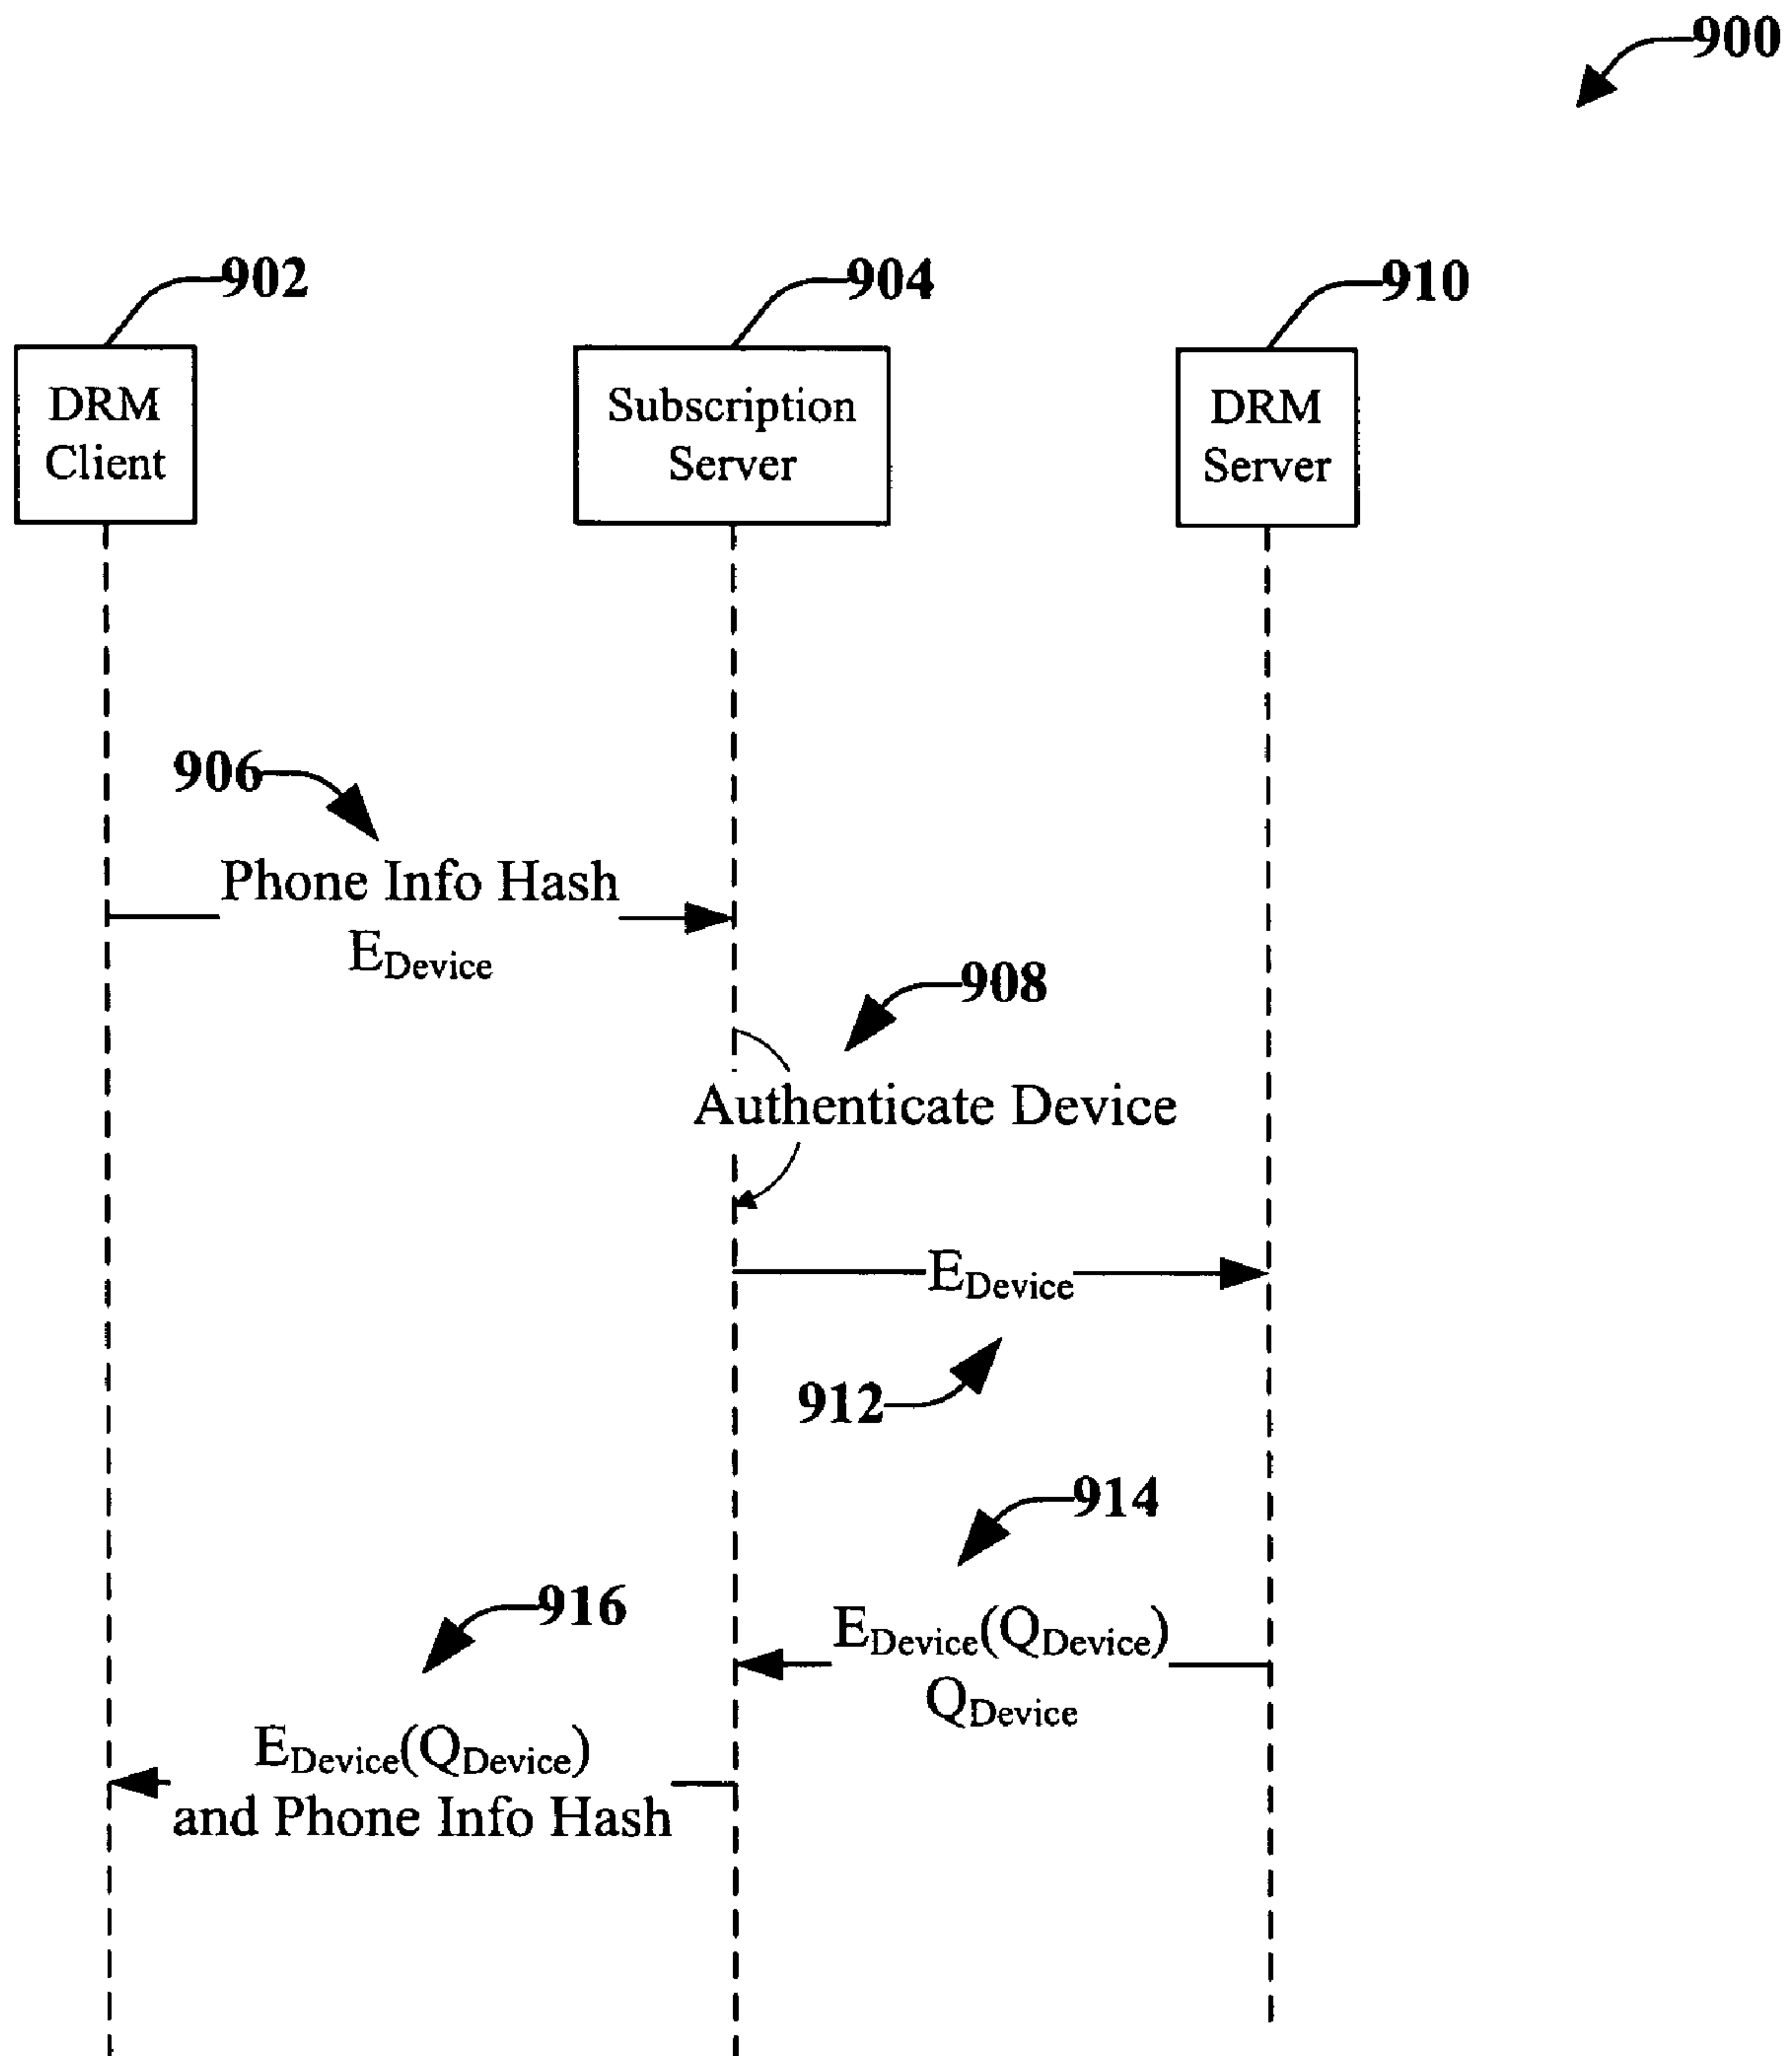 900
902
904
910
DRM
Client
Subscription
Server
DRM
Server
906
Phone Info Hash
EDevice
908
Authenticate Device
EDevice
912
914
EDevice(QDevice)
QDevice
916
EDevice(QDevice)
and Phone Info Hash